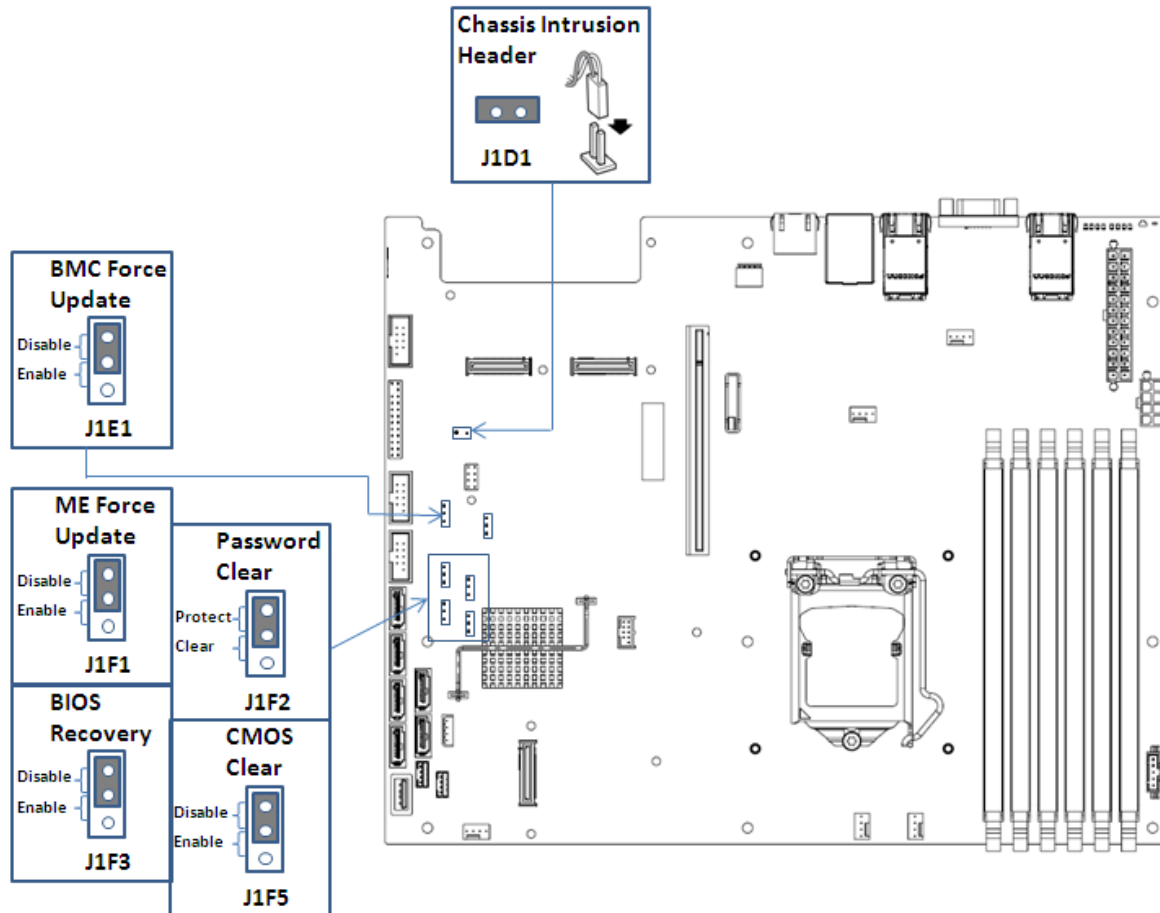 Chassis Intrusion
Header
J1D1
BMC Force
Update
Disable
Enable
J1E1
ME Force
Update
Disable
Enable
J1F1
Password
Clear
Protect
Clear
J1F2
BIOS
Recovery
Disable
Enable
J1F3
CMOS
Clear
Disable
Enable
J1F5